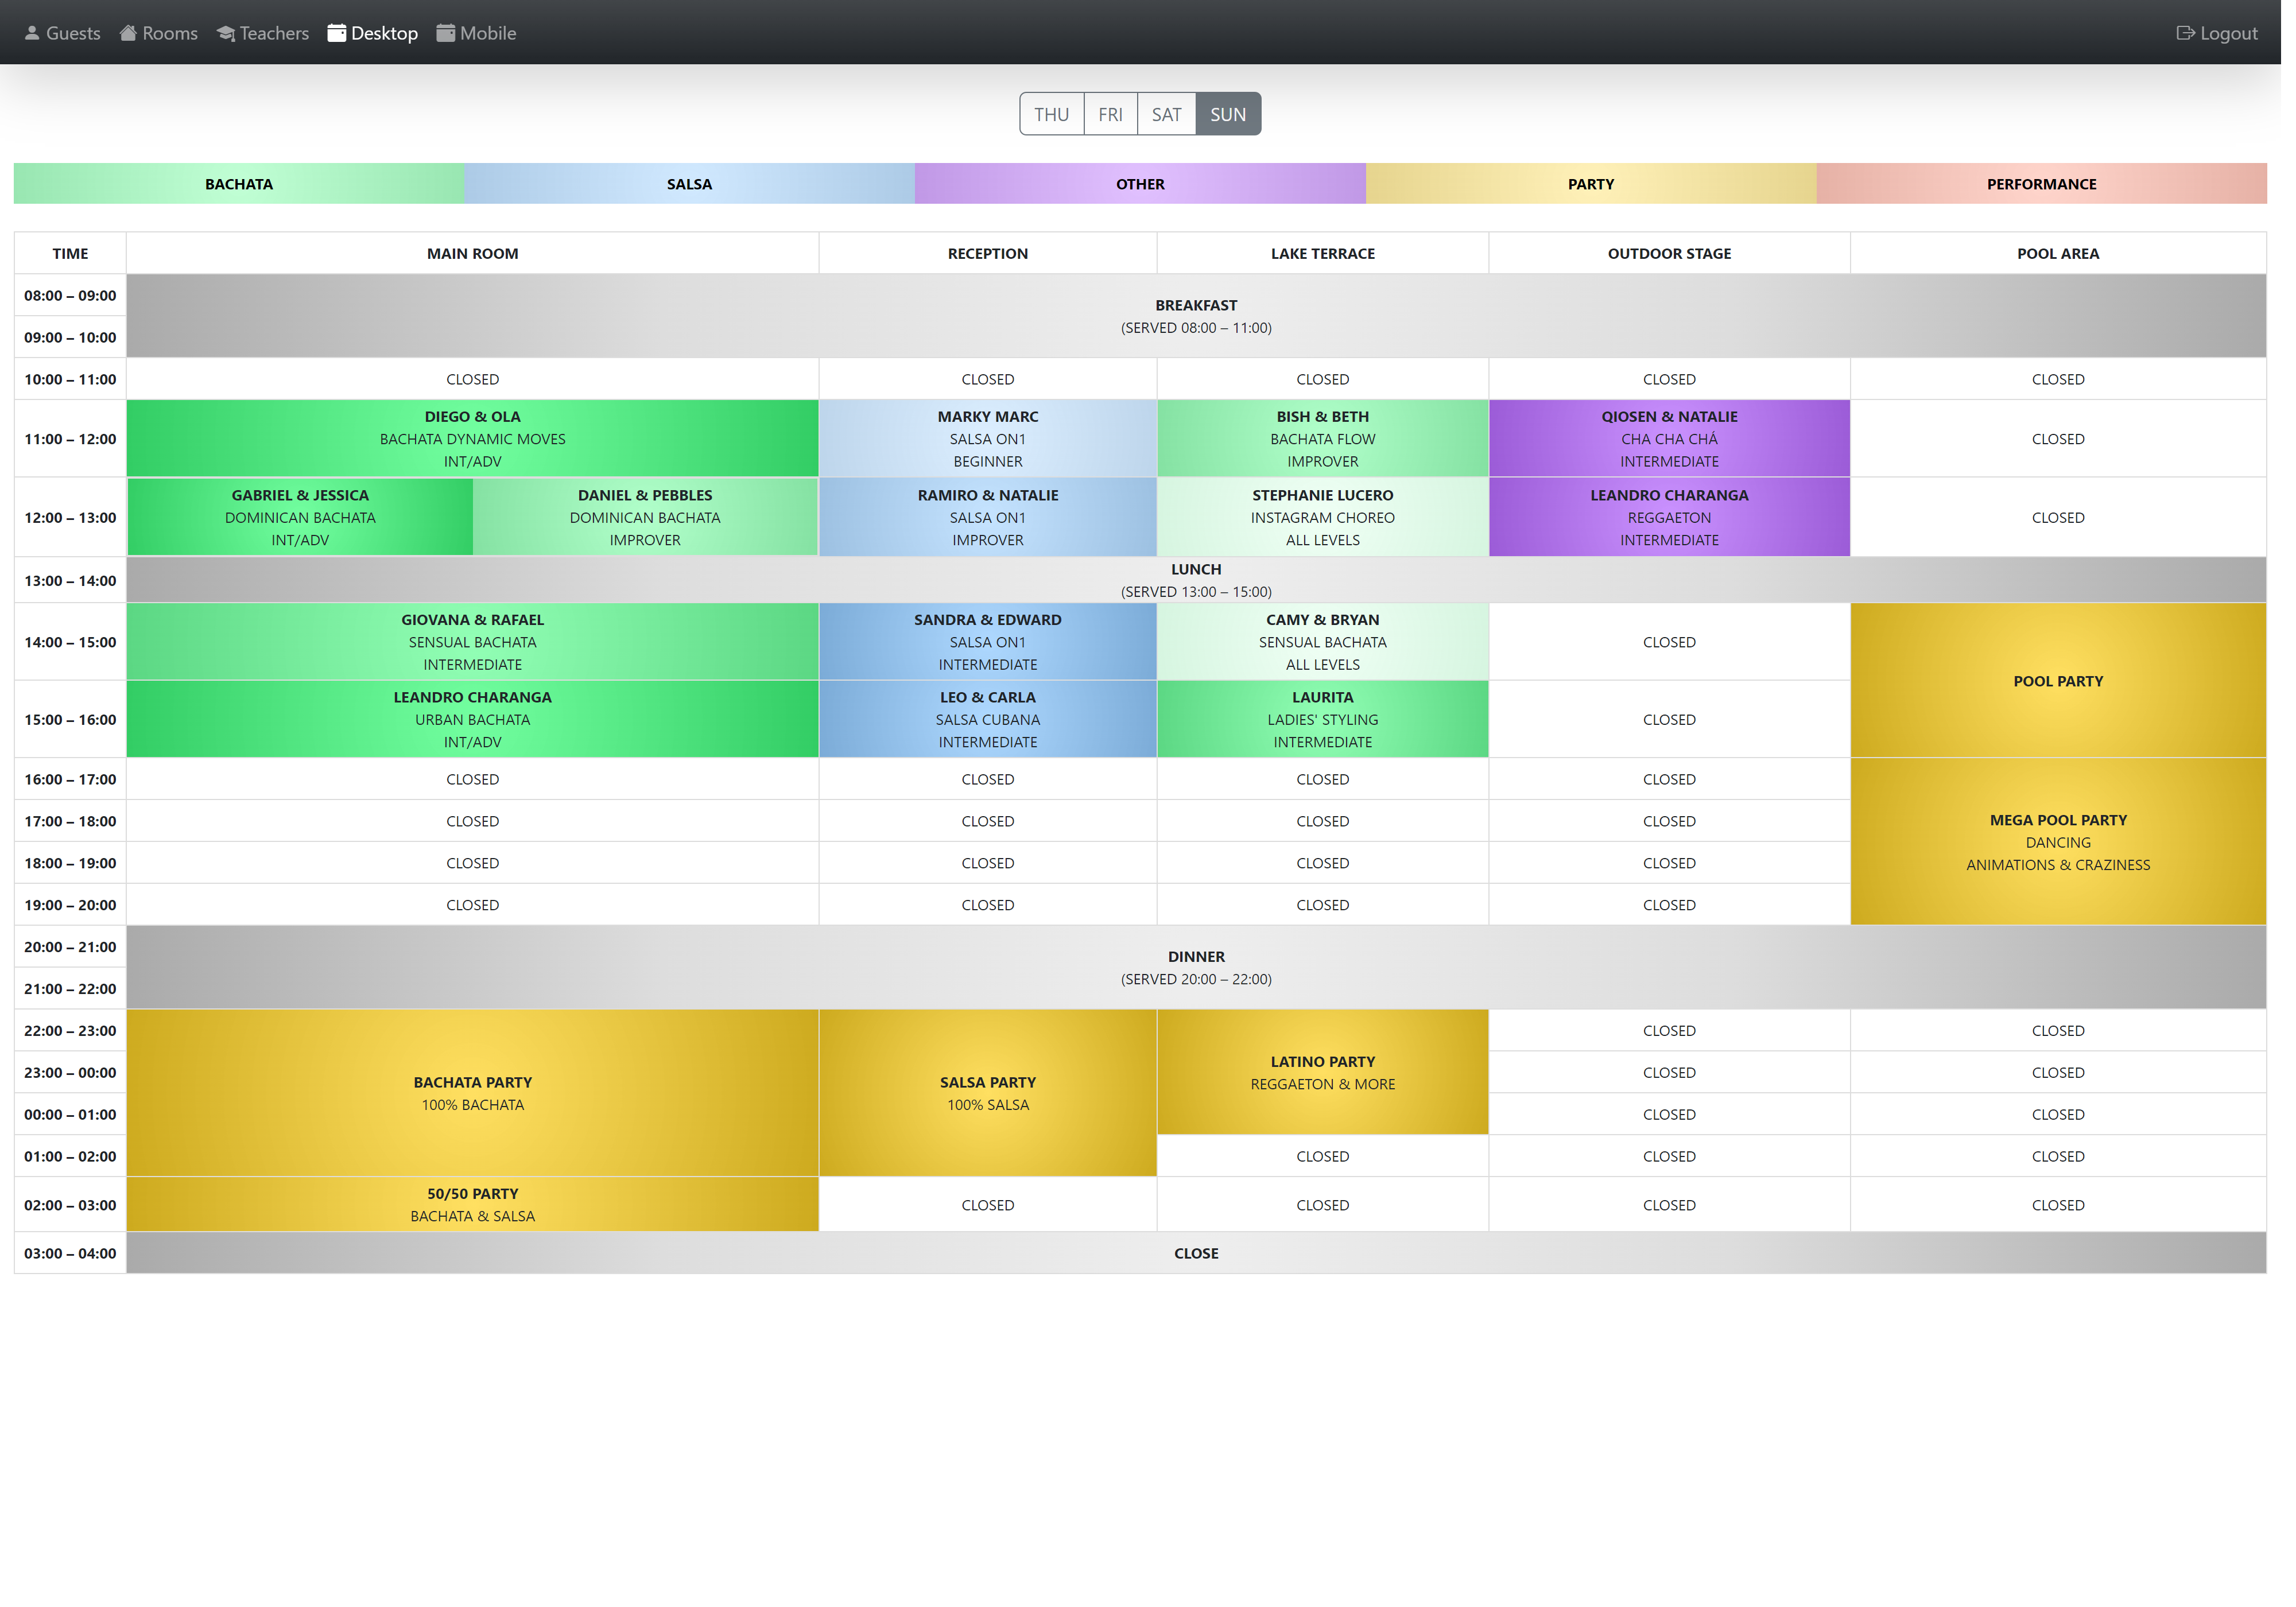 Guests Rooms Teachers Desktop Mobile Logout
THU FRI SAT SUN
BACHATA SALSA OTHER PARTY PERFORMANCE
TIME MAIN ROOM RECEPTION LAKE TERRACE OUTDOOR STAGE POOL AREA
08:00 – 09:00
BREAKFAST
(SERVED 08:00 – 11:00)
09:00 – 10:00
10:00 – 11:00 CLOSED CLOSED CLOSED CLOSED CLOSED
11:00 – 12:00
DIEGO & OLA
BACHATA DYNAMIC MOVES
INT/ADV
MARKY MARC
SALSA ON1
BEGINNER
BISH & BETH
BACHATA FLOW
IMPROVER
QIOSEN & NATALIE
CHA CHA CHÁ
INTERMEDIATE
CLOSED
12:00 – 13:00
GABRIEL & JESSICA
DOMINICAN BACHATA
INT/ADV
DANIEL & PEBBLES
DOMINICAN BACHATA
IMPROVER
RAMIRO & NATALIE
SALSA ON1
IMPROVER
STEPHANIE LUCERO
INSTAGRAM CHOREO
ALL LEVELS
LEANDRO CHARANGA
REGGAETON
INTERMEDIATE
CLOSED
13:00 – 14:00
LUNCH
(SERVED 13:00 – 15:00)
14:00 – 15:00
GIOVANA & RAFAEL
SENSUAL BACHATA
INTERMEDIATE
SANDRA & EDWARD
SALSA ON1
INTERMEDIATE
CAMY & BRYAN
SENSUAL BACHATA
ALL LEVELS
CLOSED
POOL PARTY
15:00 – 16:00
LEANDRO CHARANGA
URBAN BACHATA
INT/ADV
LEO & CARLA
SALSA CUBANA
INTERMEDIATE
LAURITA
LADIES' STYLING
INTERMEDIATE
CLOSED
16:00 – 17:00 CLOSED CLOSED CLOSED CLOSED
MEGA POOL PARTY
DANCING
ANIMATIONS & CRAZINESS
17:00 – 18:00 CLOSED CLOSED CLOSED CLOSED
18:00 – 19:00 CLOSED CLOSED CLOSED CLOSED
19:00 – 20:00 CLOSED CLOSED CLOSED CLOSED
20:00 – 21:00
DINNER
(SERVED 20:00 – 22:00)
21:00 – 22:00
22:00 – 23:00
BACHATA PARTY
100% BACHATA
SALSA PARTY
100% SALSA
LATINO PARTY
REGGAETON & MORE
CLOSED CLOSED
23:00 – 00:00 CLOSED CLOSED
00:00 – 01:00 CLOSED CLOSED
01:00 – 02:00 CLOSED CLOSED CLOSED
02:00 – 03:00
50/50 PARTY
BACHATA & SALSA
CLOSED CLOSED CLOSED CLOSED
03:00 – 04:00 CLOSE